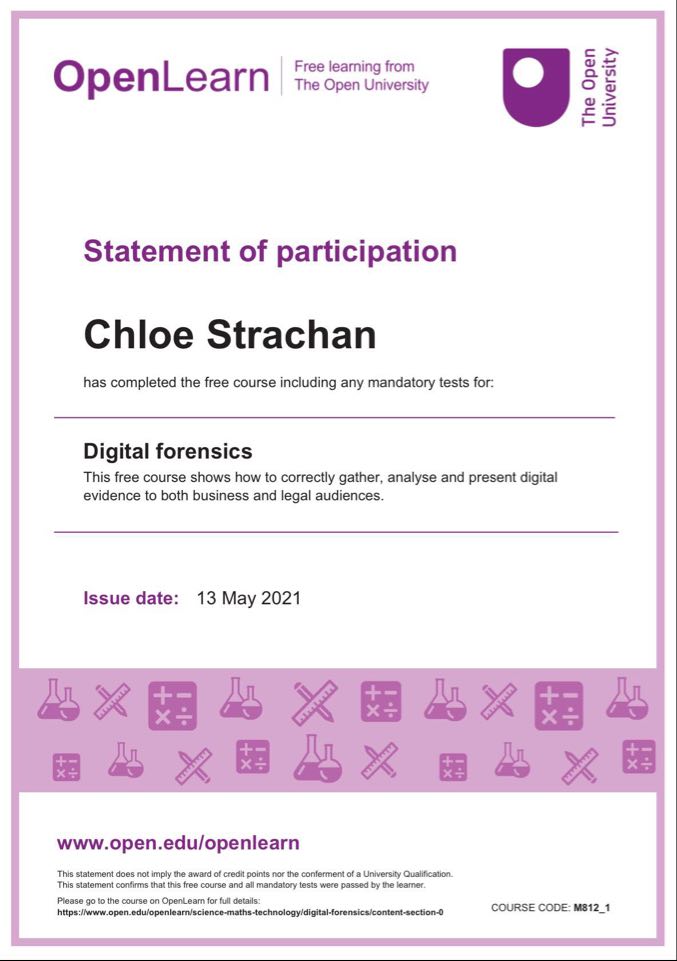 OpenLearn
Free learning from
The Open University
The Open
University
Statement of participation
Chloe Strachan
has completed the free course including any mandatory tests for:
Digital forensics
This free course shows how to correctly gather, analyse and present digital
evidence to both business and legal audiences.
Issue date: 13 May 2021
www.open.edu/openlearn
This statement does not imply the award of credit points nor the conferment of a University Qualification.
This statement confirms that this free course and all mandatory tests were passed by the learner.
Please go to the course on OpenLearn for full details:
https://www.open.edu/openlearn/science-maths-technology/digital-forensics/content-section-0
COURSE CODE: M812_1